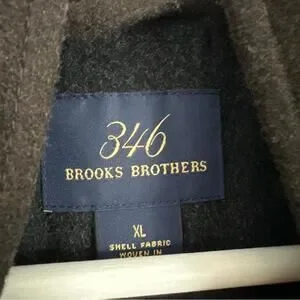 346
BROOKS BROTHERS
XL
SHELL FABRIC
WOVEN IN